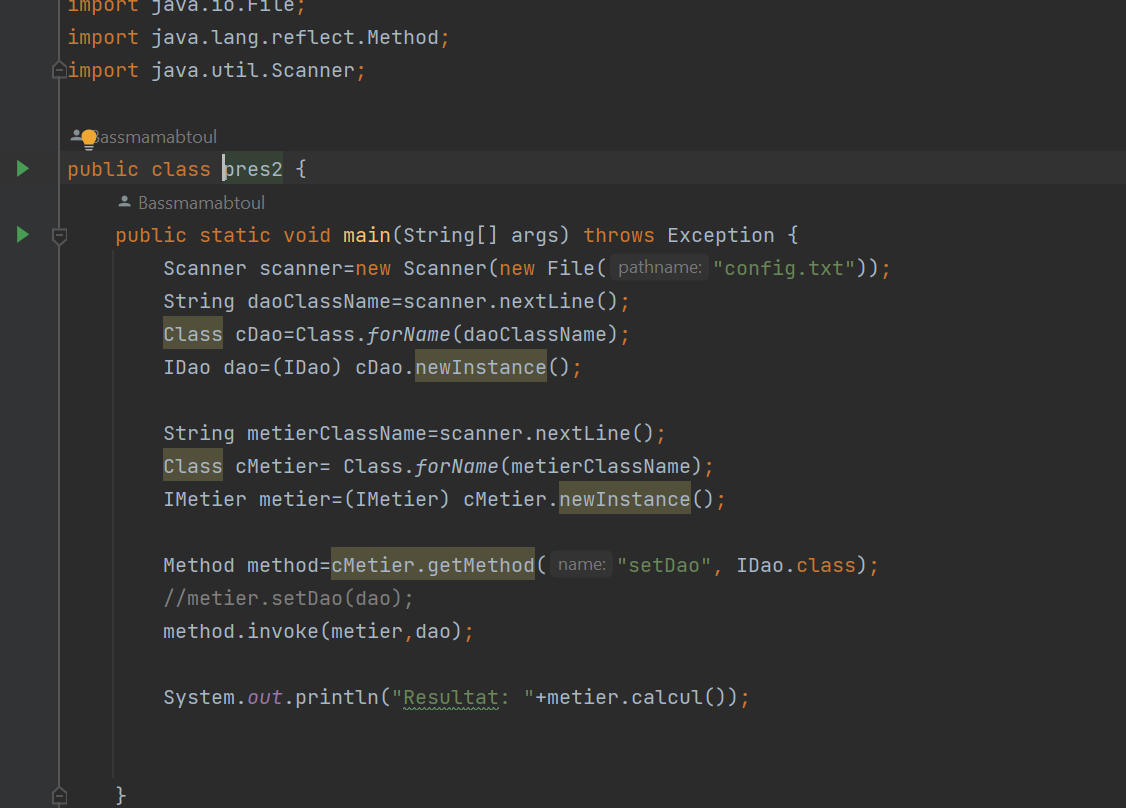 import java.io.File;
import java.lang.reflect.Method;
import java.util.Scanner;
Bassmamabtoul
public class pres2 {
Bassmamabtoul
public static void main(String[] args) throws Exception {
Scanner scanner=new Scanner(new File( pathname: "config.txt"));
String daoClassName=scanner.nextLine();
Class cDao=Class.forName(daoClassName);
IDao dao=(IDao) cDao.newInstance();
String metierClassName=scanner.nextLine();
Class cMetier= Class.forName(metierClassName);
IMetier metier=(IMetier) cMetier.newInstance();
Method method=cMetier.getMethod( name: "setDao", IDao.class);
//metier.setDao(dao);
method.invoke(metier,dao);
System.out.println("Resultat: "+metier.calcul());
}